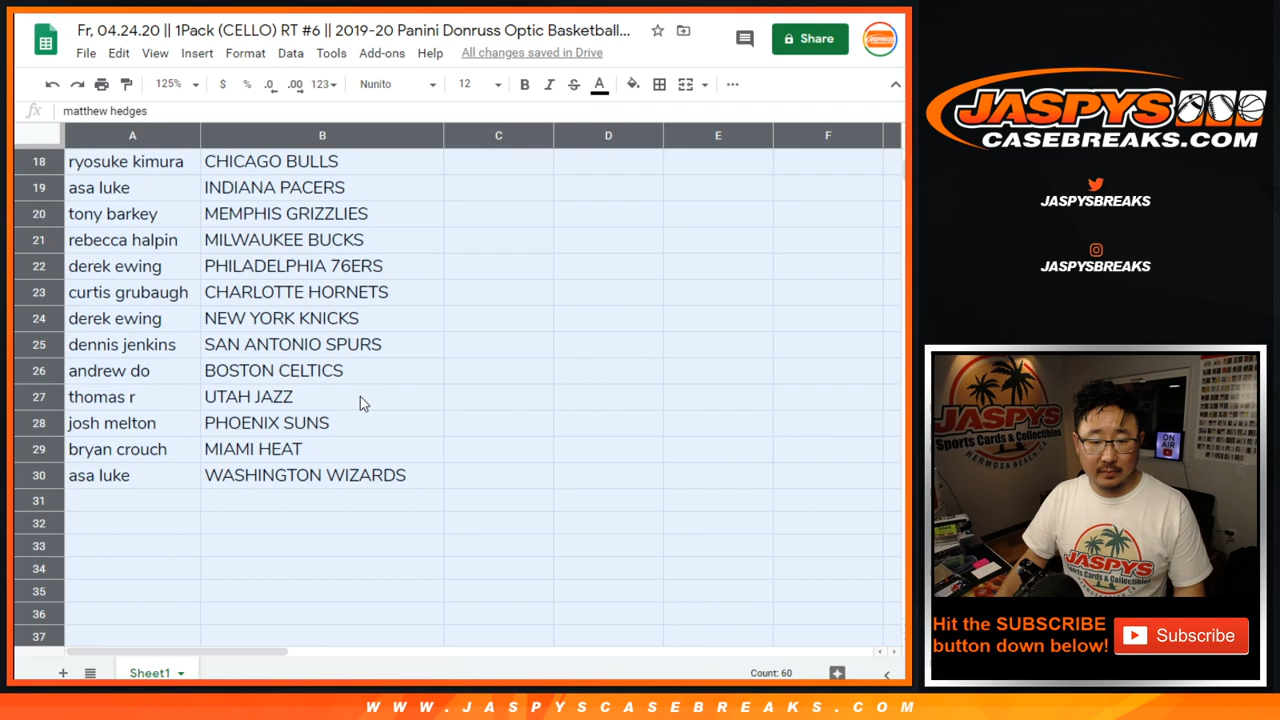 Fr, 04.24.20 || 1Pack (CELLO) RT #6 || 2019-20 Panini Donruss Optic Basketball...
Share
File Edit View Insert Format Data Tools Add-ons Help All changes saved in Drive
125% $ % .0 .00 123 Nunito 12 B I S A
fx matthew hedges
A B C D E F
18 ryosuke kimura CHICAGO BULLS
19 asa luke INDIANA PACERS
20 tony barkey MEMPHIS GRIZZLIES
21 rebecca halpin MILWAUKEE BUCKS
22 derek ewing PHILADELPHIA 76ERS
23 curtis grubaugh CHARLOTTE HORNETS
24 derek ewing NEW YORK KNICKS
25 dennis jenkins SAN ANTONIO SPURS
26 andrew do BOSTON CELTICS
27 thomas r UTAH JAZZ
28 josh melton PHOENIX SUNS
29 bryan crouch MIAMI HEAT
30 asa luke WASHINGTON WIZARDS
31
32
33
34
35
36
37
Sheet1
Count: 60
JASPYS
CASEBREAKS.COM
JASPYSBREAKS
JASPYSBREAKS
JASPYS
Sports Cards & Collectibles
HERMOSA BEACH, CA
ON AIR
JASPYS
Sports Cards & Collectibles
Hit the SUBSCRIBE
button down below!
Subscribe
WWW.JASPYSCASEBREAKS.COM